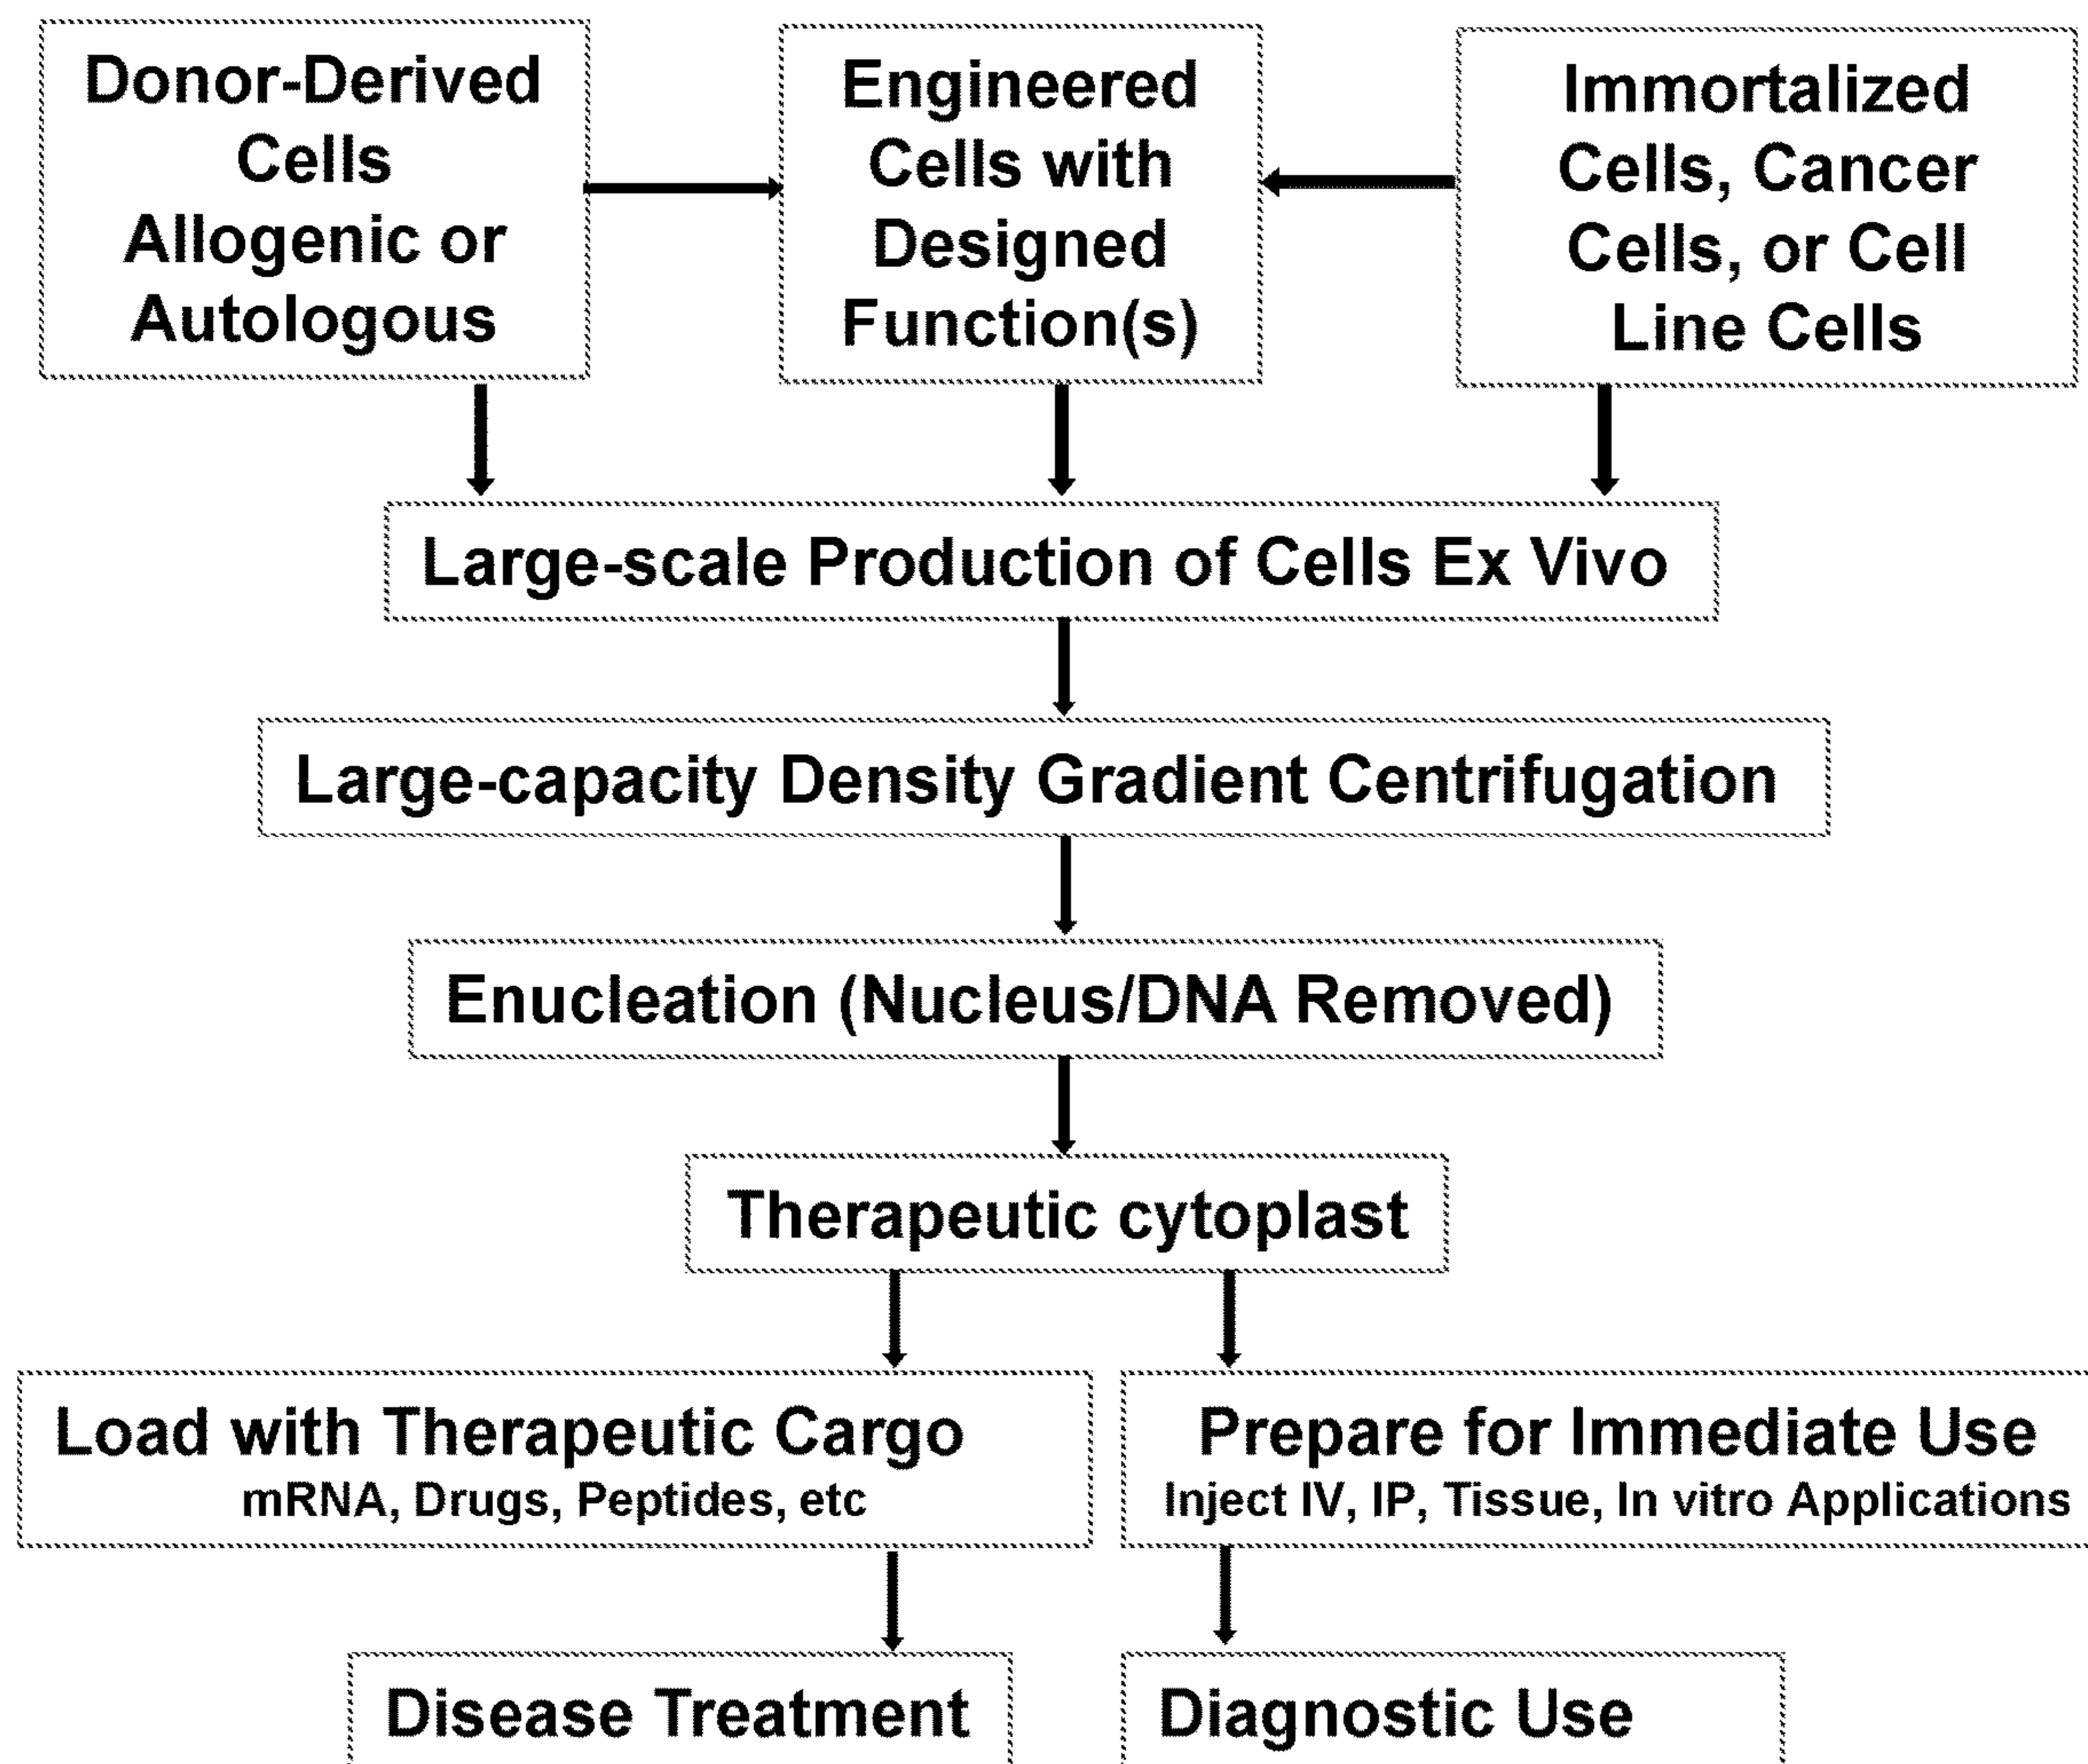 Donor-Derived
Cells
Allogenic or
Autologous
Engineered
Cells with
Designed
Function(s)
Immortalized
Cells, Cancer
Cells, or Cell
Line Cells
Large-scale Production of Cells Ex Vivo
Large-capacity Density Gradient Centrifugation
Enucleation (Nucleus/DNA Removed)
Therapeutic cytoplast
Load with Therapeutic Cargo
mRNA, Drugs, Peptides, etc
Prepare for Immediate Use
Inject IV, IP, Tissue, In vitro Applications
Disease Treatment
Diagnostic Use